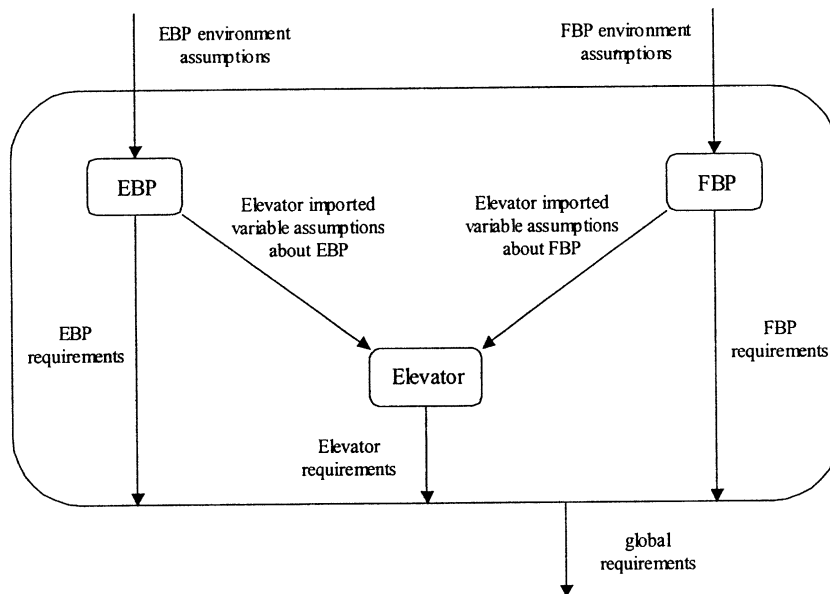 EBP environment
assumptions
FBP environment
assumptions
EBP
FBP
Elevator imported
variable assumptions
about EBP
Elevator imported
variable assumptions
about FBP
EBP
requirements
FBP
requirements
Elevator
Elevator
requirements
global
requirements